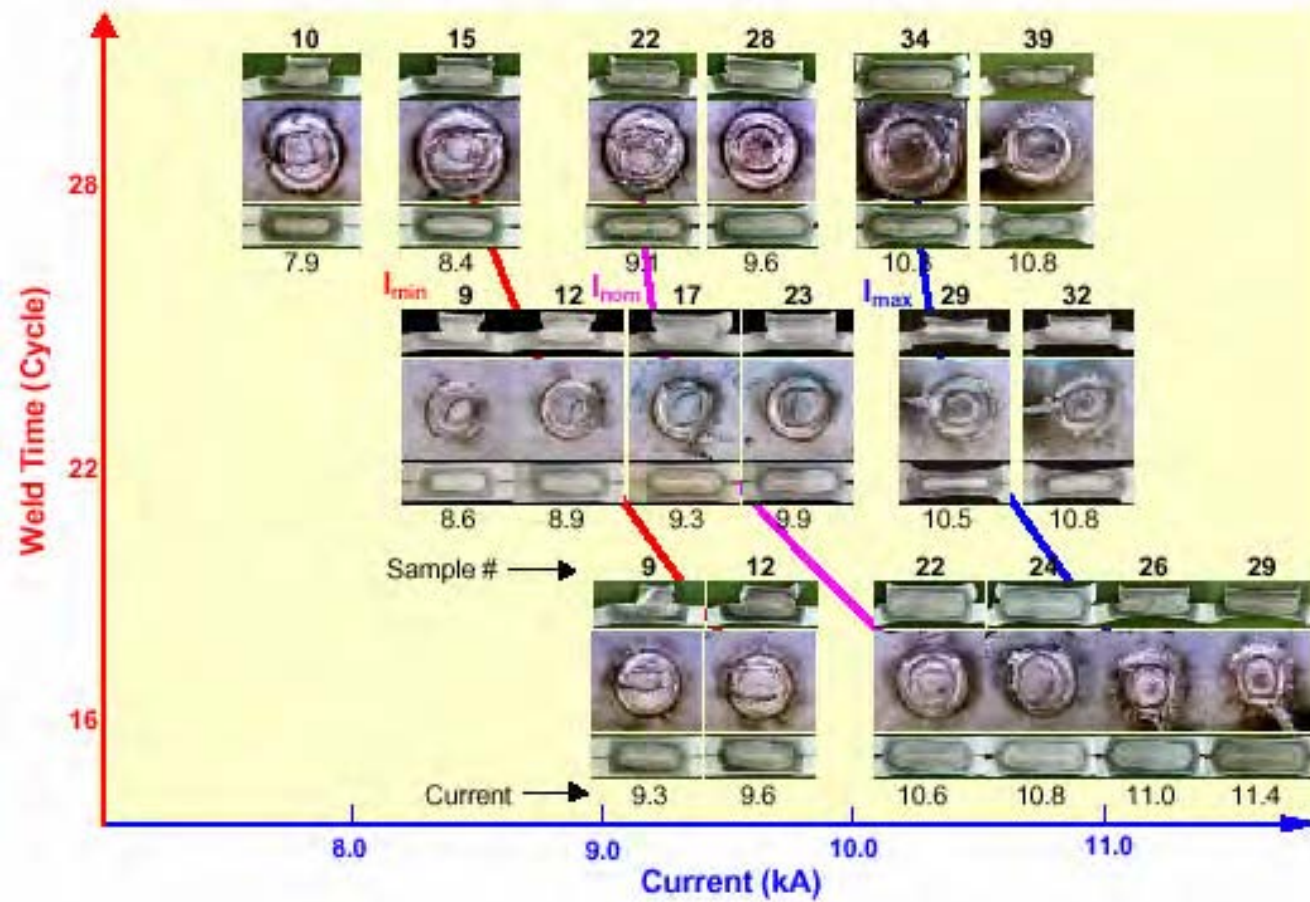 10 15 22 28 34 39
28
7.9 8.4 9.1 9.6 10.3 10.8
Imin Inom Imax
9 12 17 23 29 32
22
8.6 8.9 9.3 9.9 10.5 10.8
Sample # 9 12 22 24 26 29
16
Current 9.3 9.6 10.6 10.8 11.0 11.4
8.0 9.0 10.0 11.0
Current (kA)
Weld Time (Cycle)